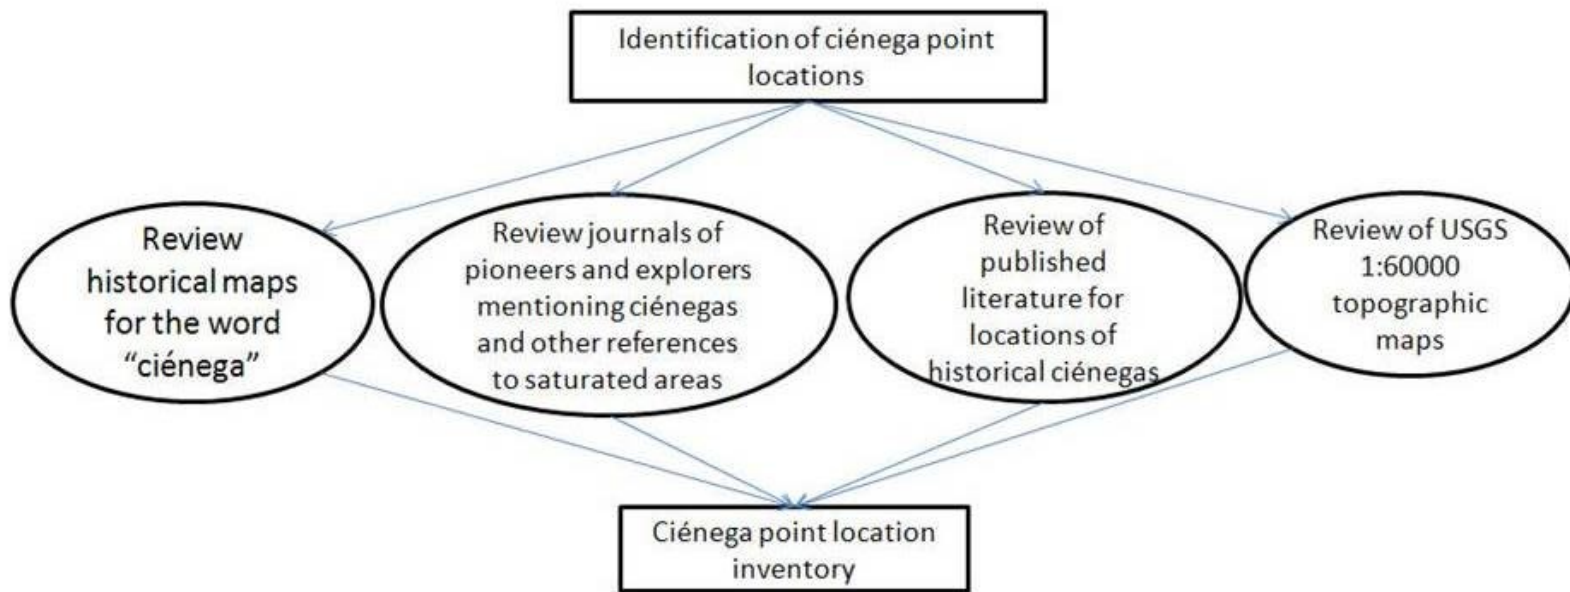 Identification of ciénega point
locations
Review
historical maps
for the word
“ciénega”
Review journals of
pioneers and explorers
mentioning ciénegas
and other references
to saturated areas
Review of
published
literature for
locations of
historical ciénegas
Review of USGS
1:60000
topographic
maps
Ciénega point location
inventory